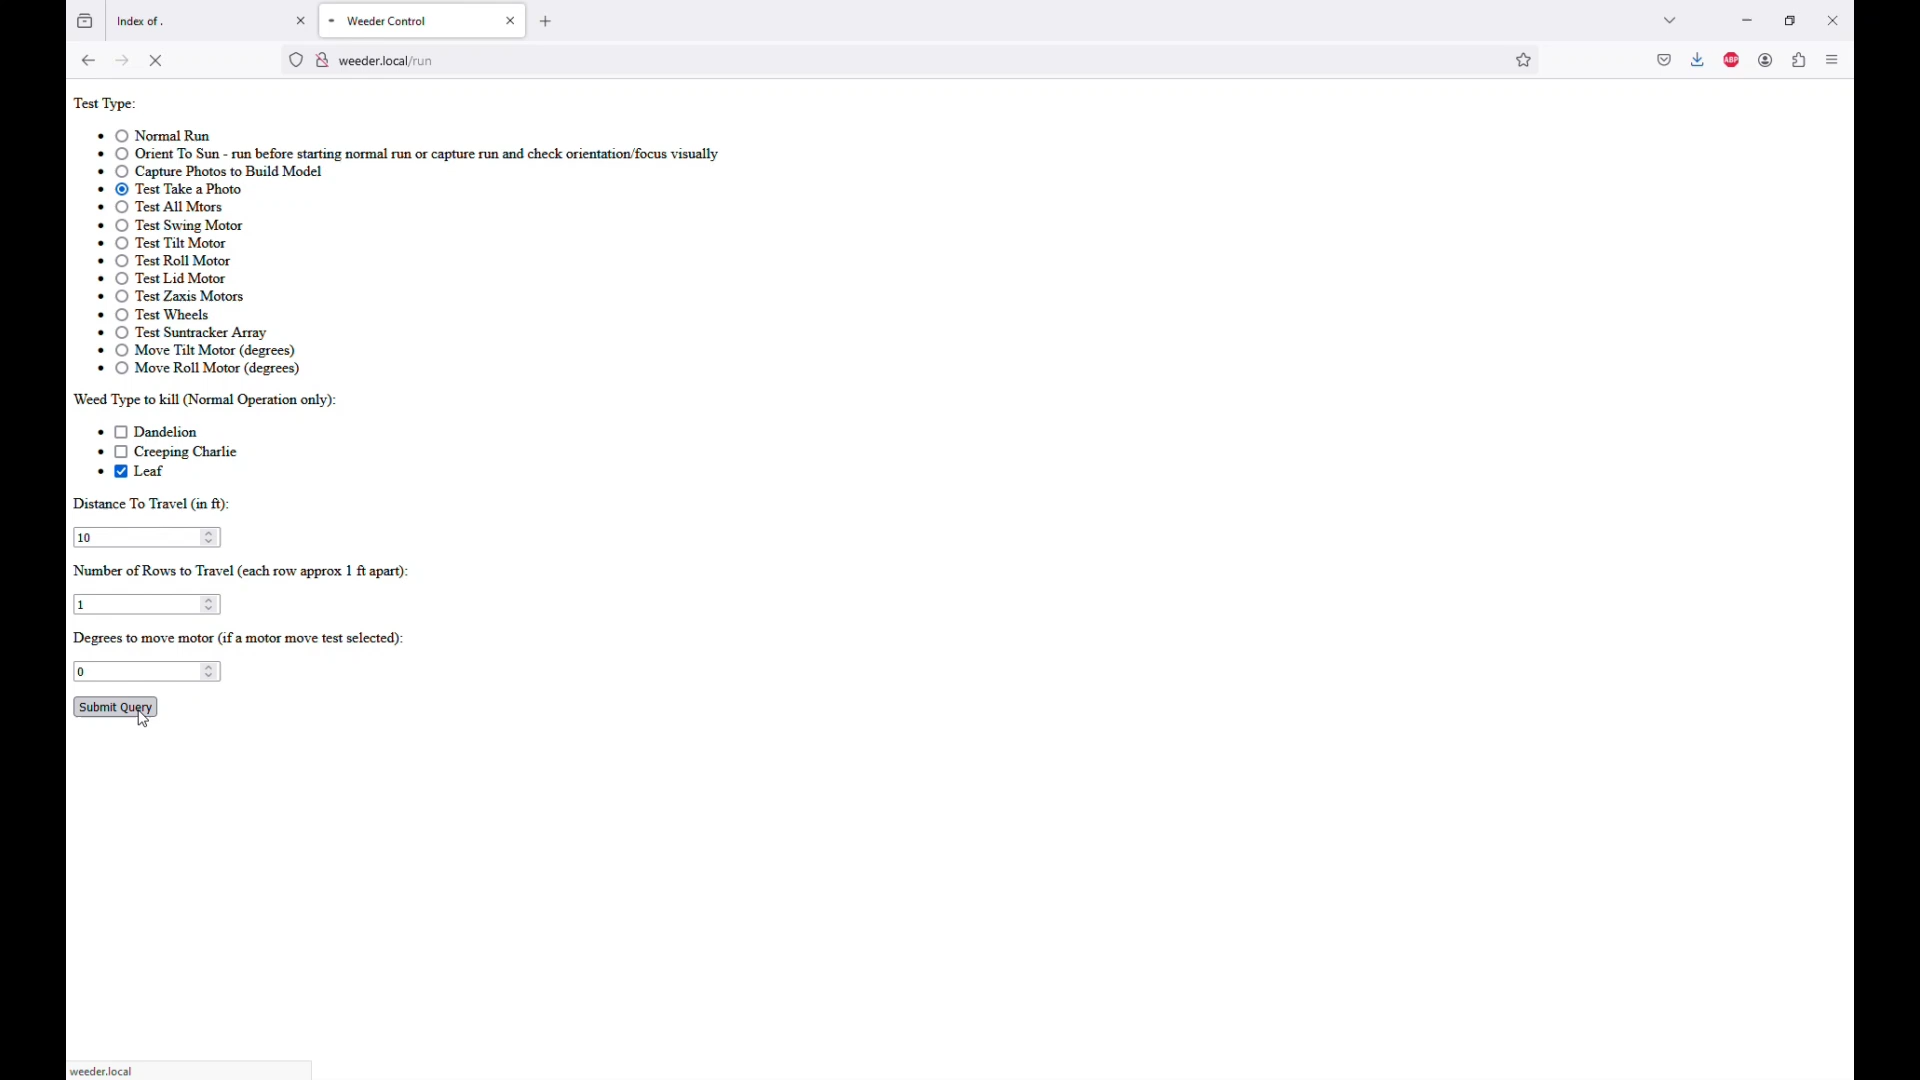 Index of .
Weeder Control
weeder.local/run
ABP
Test Type:
Normal Run
Orient To Sun - run before starting normal run or capture run and check orientation/focus visually
Capture Photos to Build Model
Test Take a Photo
Test All Mtors
Test Swing Motor
Test Tilt Motor
Test Roll Motor
Test Lid Motor
Test Zaxis Motors
Test Wheels
Test Suntracker Array
Move Tilt Motor (degrees)
Move Roll Motor (degrees)
Weed Type to kill (Normal Operation only):
Dandelion
Creeping Charlie
Leaf
Distance To Travel (in ft):
10
Number of Rows to Travel (each row approx 1 ft apart):
1
Degrees to move motor (if a motor move test selected):
0
Submit Query
weeder.local